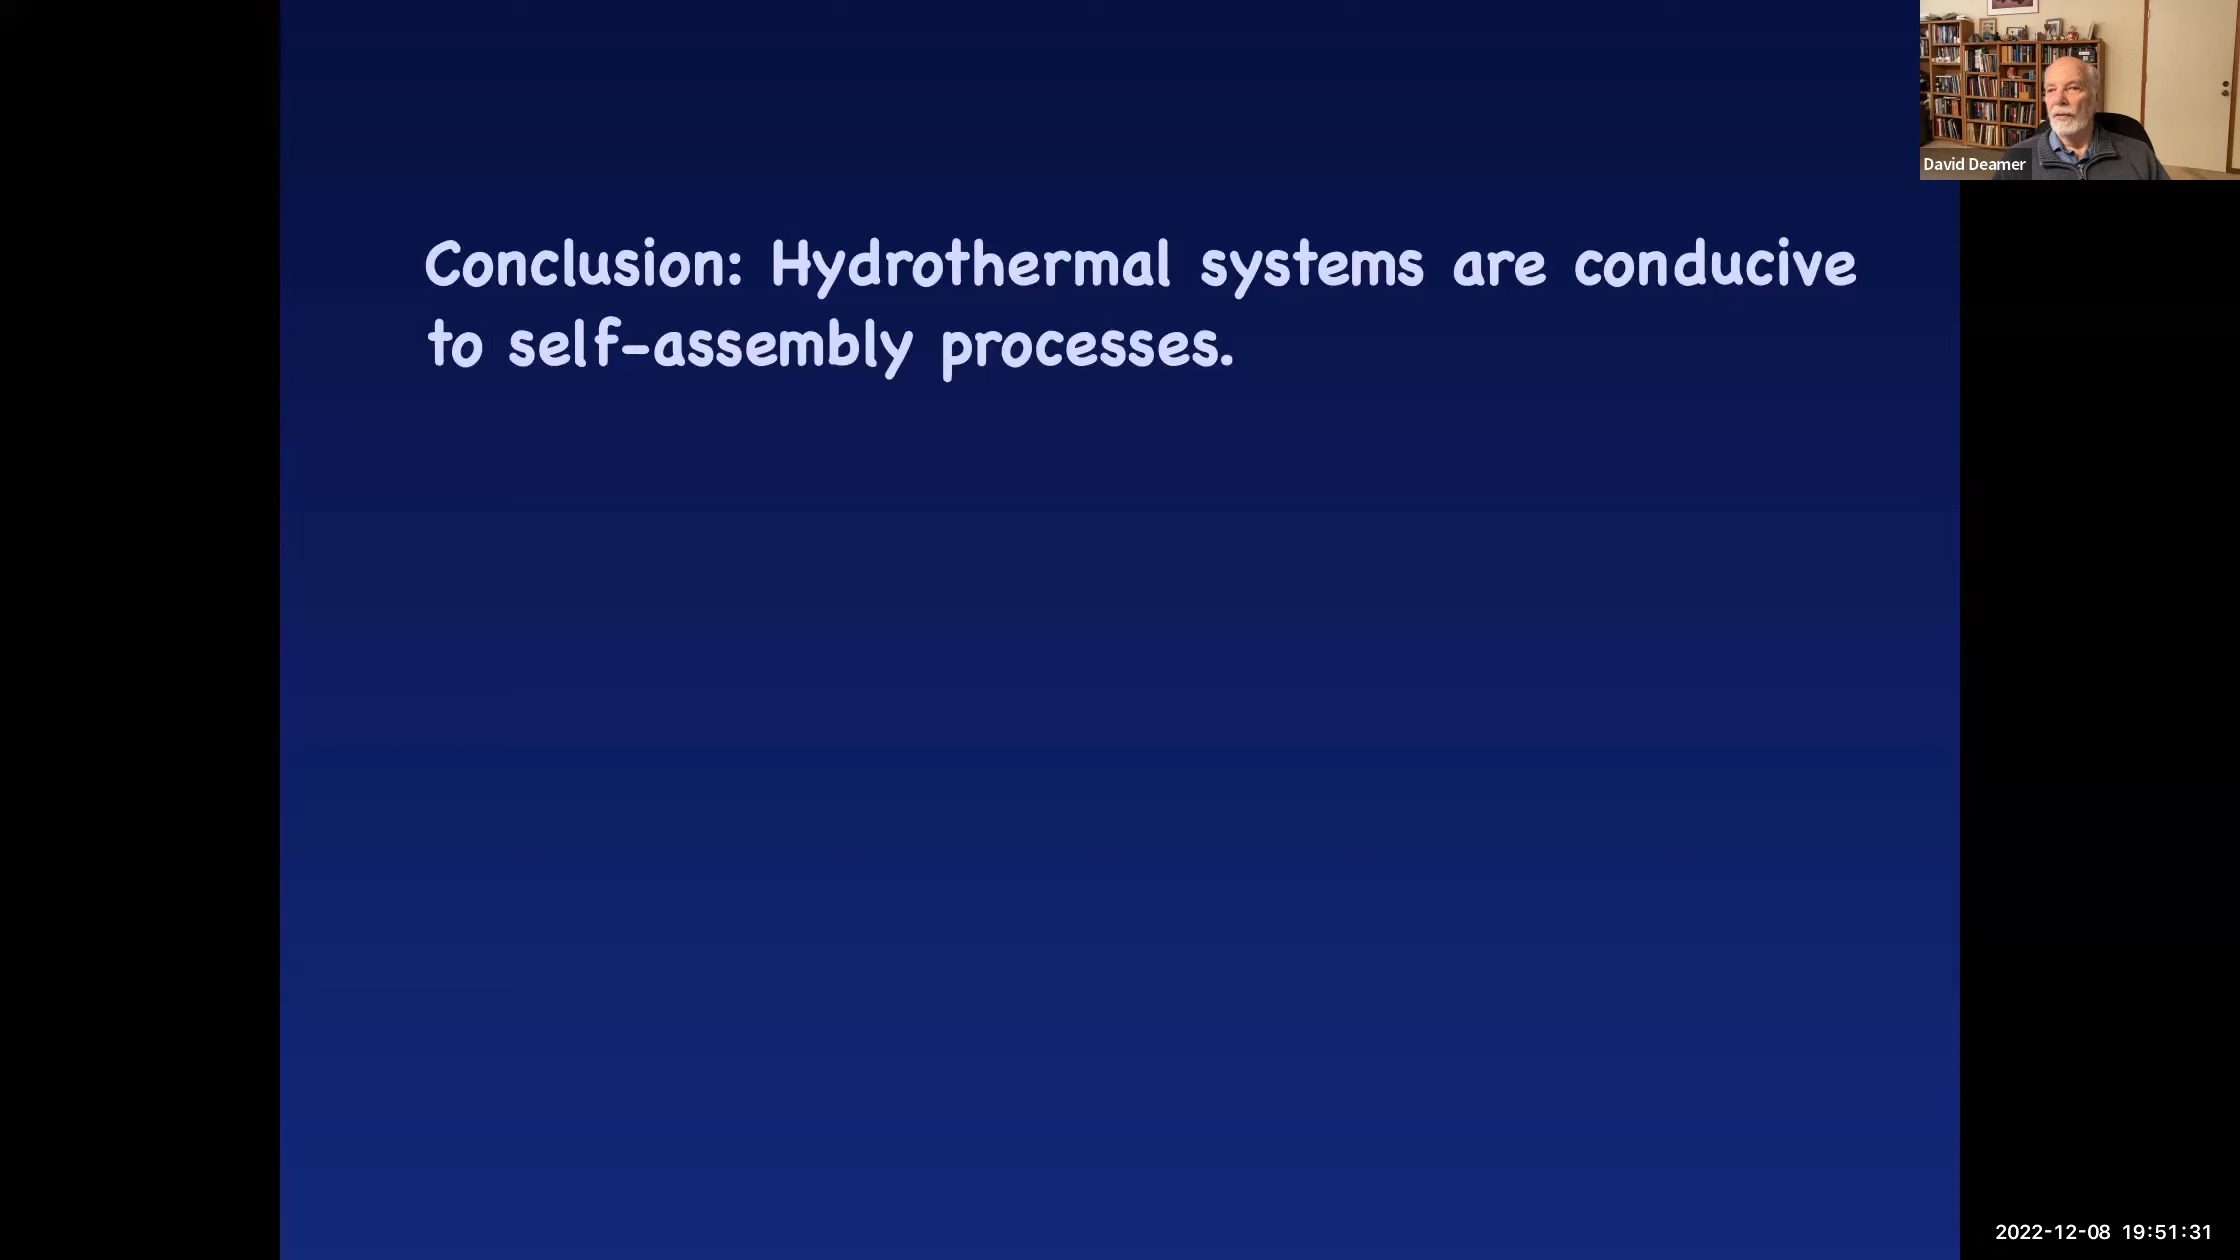 David Deamer
Conclusion: Hydrothermal systems are conducive
to self-assembly processes.
2022-12-08 19:51:31